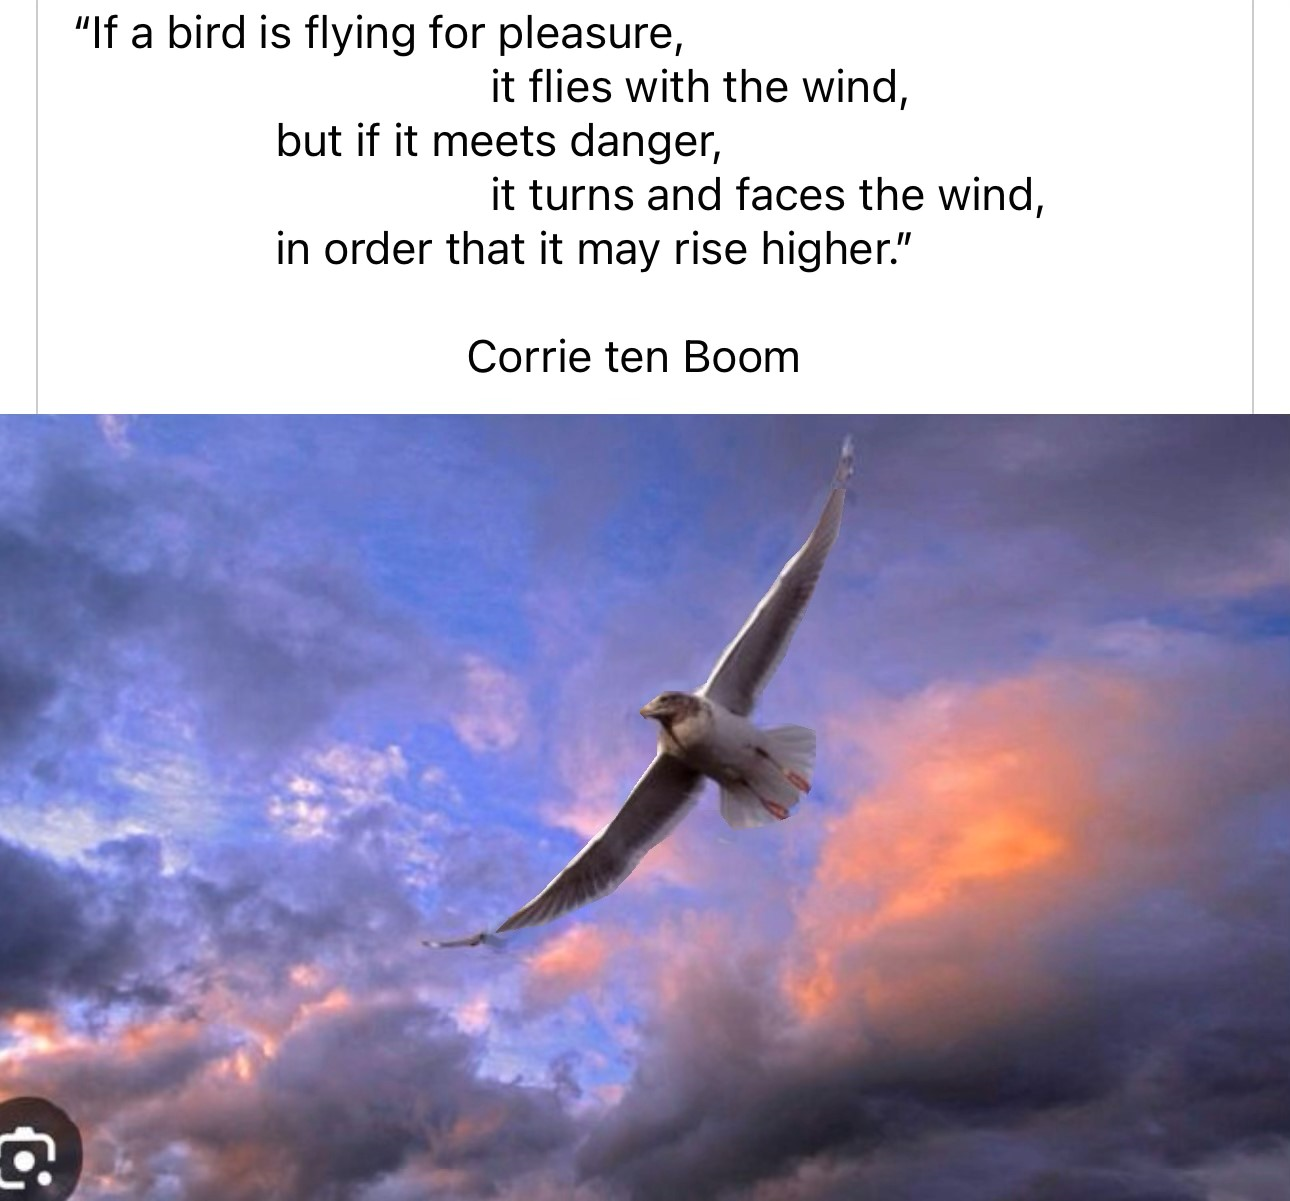 “If a bird is flying for pleasure,
it flies with the wind,
but if it meets danger,
it turns and faces the wind,
in order that it may rise higher.”
Corrie ten Boom